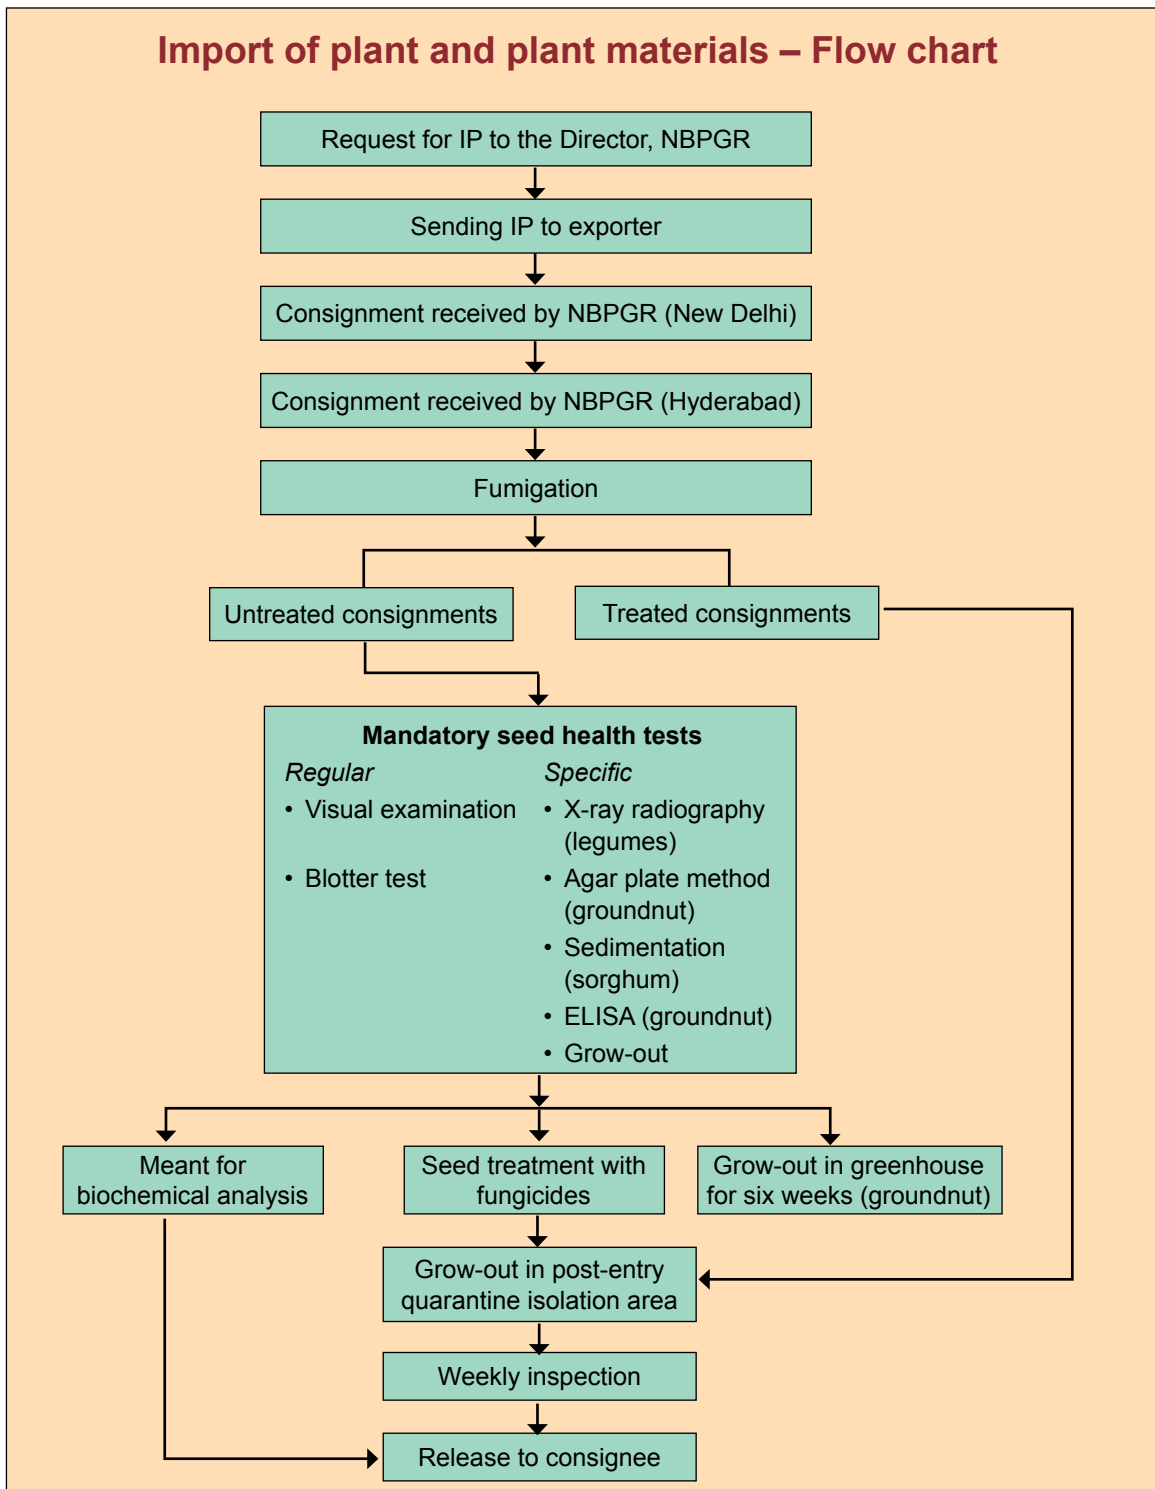 Import of plant and plant materials – Flow chart
Request for IP to the Director, NBPGR
Sending IP to exporter
Consignment received by NBPGR (New Delhi)
Consignment received by NBPGR (Hyderabad)
Fumigation
Untreated consignments
Treated consignments
Mandatory seed health tests
Regular
• Visual examination
• Blotter test
Specific
• X-ray radiography
(legumes)
• Agar plate method
(groundnut)
• Sedimentation
(sorghum)
• ELISA (groundnut)
• Grow-out
Meant for
biochemical analysis
Seed treatment with
fungicides
Grow-out in greenhouse
for six weeks (groundnut)
Grow-out in post-entry
quarantine isolation area
Weekly inspection
Release to consignee